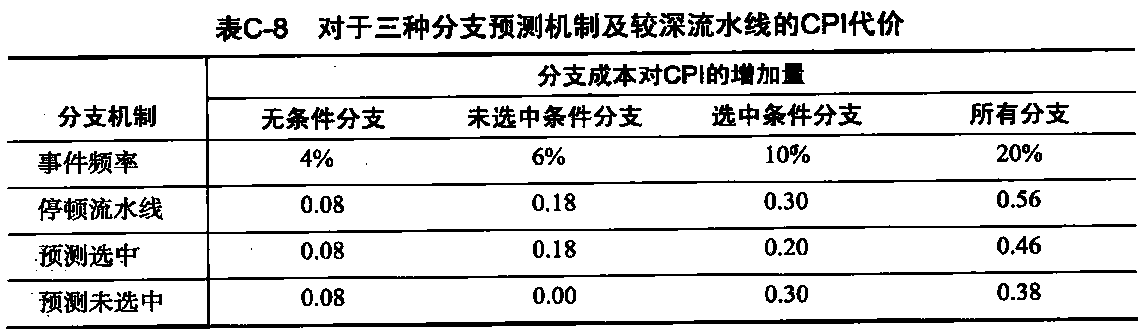 表C-8 对于三种分支预测机制及较深流水线的CPI代价
分支成本对CPI的增加量
分支机制 无条件分支 未选中条件分支 选中条件分支 所有分支
事件频率 4% 6% 10% 20%
停顿流水线 0.08 0.18 0.30 0.56
预测选中 0.08 0.18 0.20 0.46
预测未选中 0.08 0.00 0.30 0.38